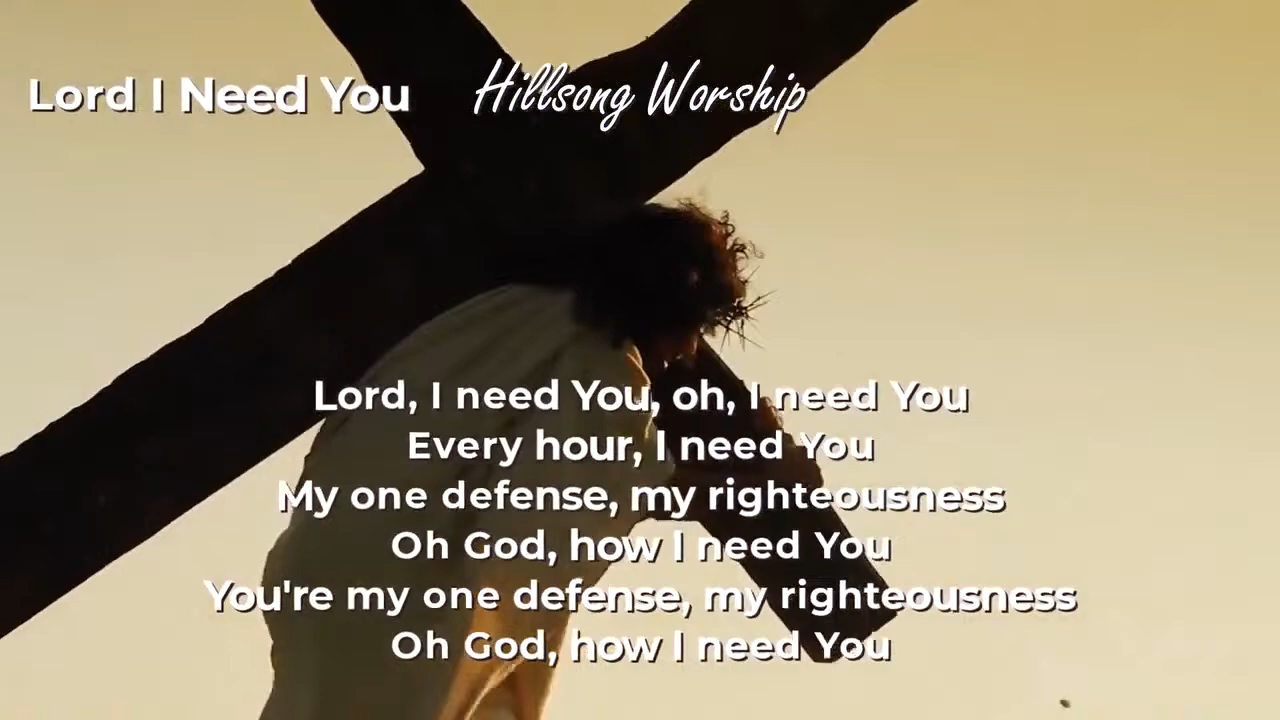 Lord I Need You Hillsong Worship
Lord, I need You, oh, I need You
Every hour, I need You
My one defense, my righteousness
Oh God, how I need You
You're my one defense, my righteousness
Oh God, how I need You